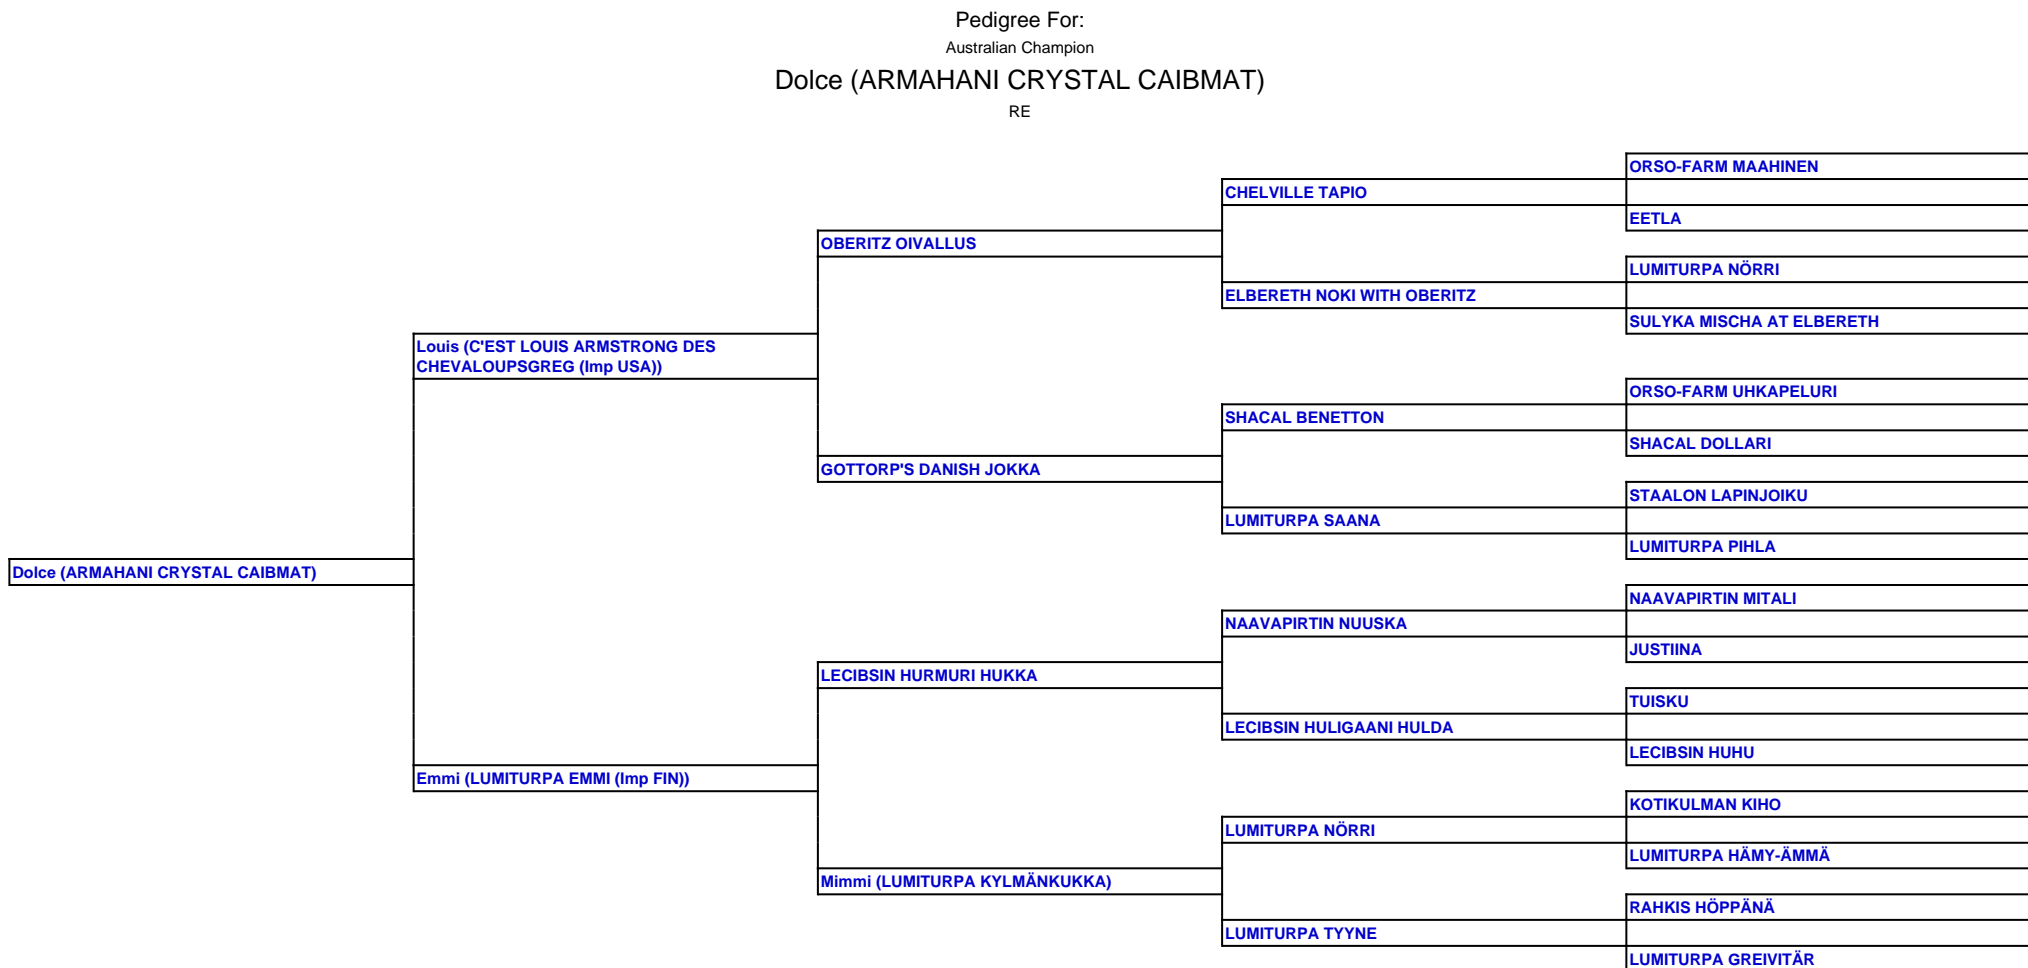 Pedigree For:
Australian Champion
Dolce (ARMAHANI CRYSTAL CAIBMAT)
RE
ORSO-FARM MAAHINEN
CHELVILLE TAPIO
EETLA
OBERITZ OIVALLUS
LUMITURPA NÖRRI
ELBERETH NOKI WITH OBERITZ
SULYKA MISCHA AT ELBERETH
Louis (C'EST LOUIS ARMSTRONG DES
CHEVALOUPSGREG (Imp USA))
ORSO-FARM UHKAPELURI
SHACAL BENETTON
SHACAL DOLLARI
GOTTORP'S DANISH JOKKA
STAALON LAPINJOIKU
LUMITURPA SAANA
LUMITURPA PIHLA
Dolce (ARMAHANI CRYSTAL CAIBMAT)
NAAVAPIRTIN MITALI
NAAVAPIRTIN NUUSKA
JUSTIINA
LECIBSIN HURMURI HUKKA
TUISKU
LECIBSIN HULIGAANI HULDA
LECIBSIN HUHU
Emmi (LUMITURPA EMMI (Imp FIN))
KOTIKULMAN KIHO
LUMITURPA NÖRRI
LUMITURPA HÄMY-ÄMMÄ
Mimmi (LUMITURPA KYLMÄNKUKKA)
RAHKIS HÖPPÄNÄ
LUMITURPA TYYNE
LUMITURPA GREIVITÄR